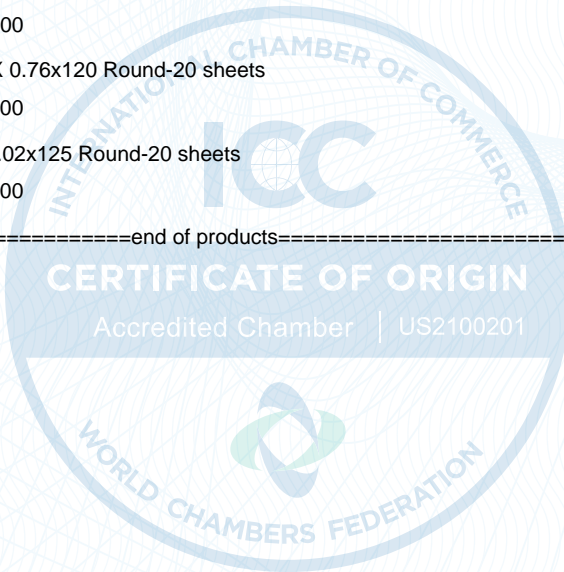 00
X 0.76x120 Round-20 sheets
00
.02x125 Round-20 sheets
00
===========end of products=======================
INTERNATIONAL CHAMBER OF COMMERCE
ICC
CERTIFICATE OF ORIGIN
Accredited Chamber | US2100201
WORLD CHAMBERS FEDERATION